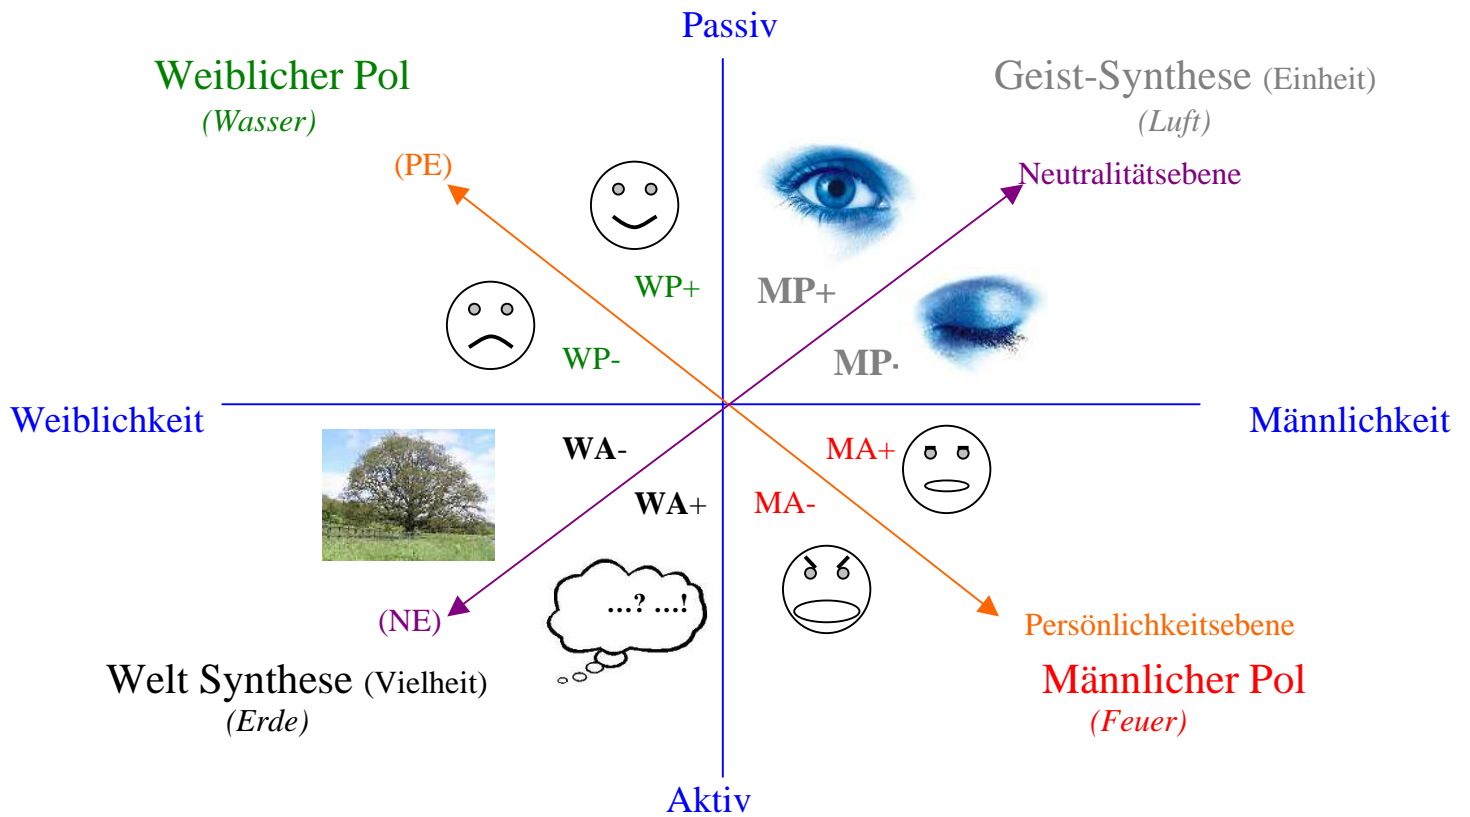 Passiv
Weiblicher Pol
(Wasser)
Geist-Synthese (Einheit)
(Luft)
(PE)
Neutralitätsebene
WP+
MP+
WP-
MP-
Weiblichkeit
Männlichkeit
WA-
MA+
WA+
MA-
...? ...!
(NE)
Persönlichkeitsebene
Welt Synthese (Vielheit)
(Erde)
Männlicher Pol
(Feuer)
Aktiv